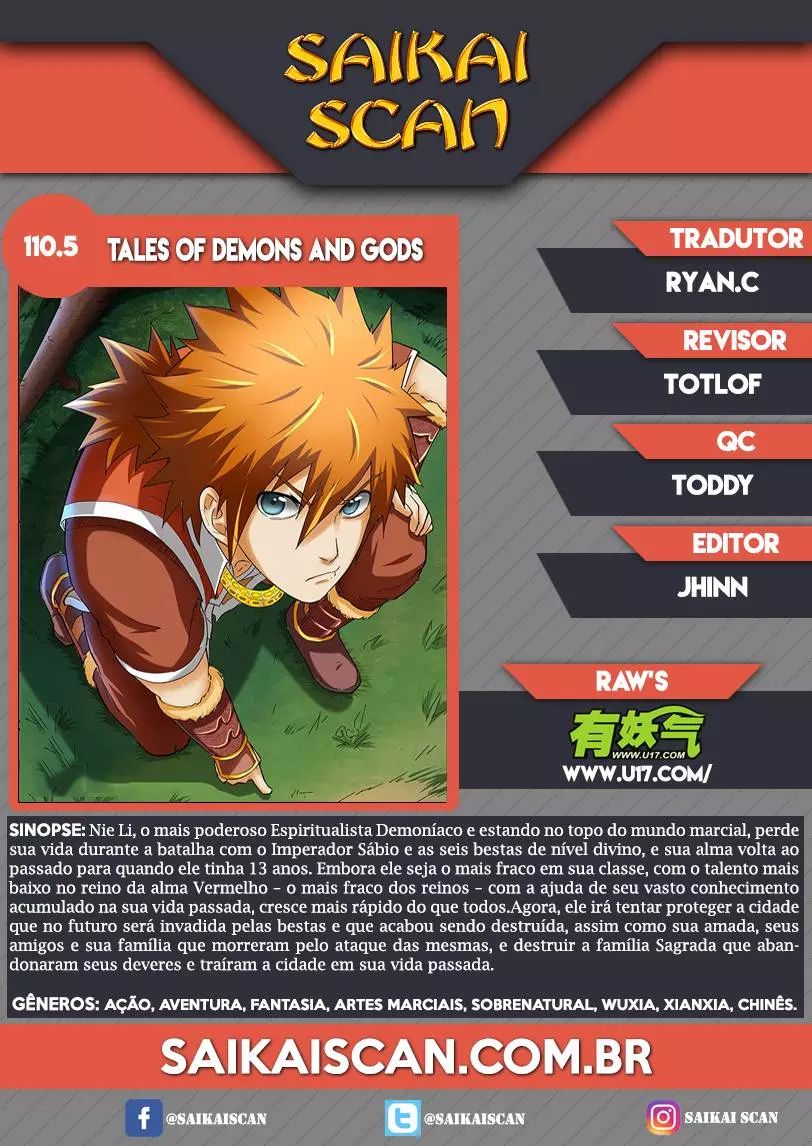 SAIKAI
SCAN
110.5
TALES OF DEMONS AND GODS
TRADUTOR
RYAN.C
REVISOR
TOTLOF
QC
TODDY
EDITOR
JHINN
RAW'S
有妖气
WWW.U17.COM
WWW.U17.COM/
SINOPSE: Nie Li, o mais poderoso Espiritualista Demoníaco e estando no topo do mundo marcial, perde
sua vida durante a batalha com o Imperador Sábio e as seis bestas de nível divino, e sua alma volta ao
passado para quando ele tinha 13 anos. Embora ele seja o mais fraco em sua classe, com o talento mais
baixo no reino da alma Vermelho - o mais fraco dos reinos - com a ajuda de seu vasto conhecimento
acumulado na sua vida passada, cresce mais rápido do que todos.Agora, ele irá tentar proteger a cidade
que no futuro será invadida pelas bestas e que acabou sendo destruída, assim como sua amada, seus
amigos e sua família que morreram pelo ataque das mesmas, e destruir a família Sagrada que aban-
donaram seus deveres e traíram a cidade em sua vida passada.
GÊNEROS: AÇÃO, AVENTURA, FANTASIA, ARTES MARCIAIS, SOBRENATURAL, WUXIA, XIANXIA, CHINÊS.
SAIKAISCAN.COM.BR
@SAIKAISCAN
@SAIKAISCAN
SAIKAI SCAN